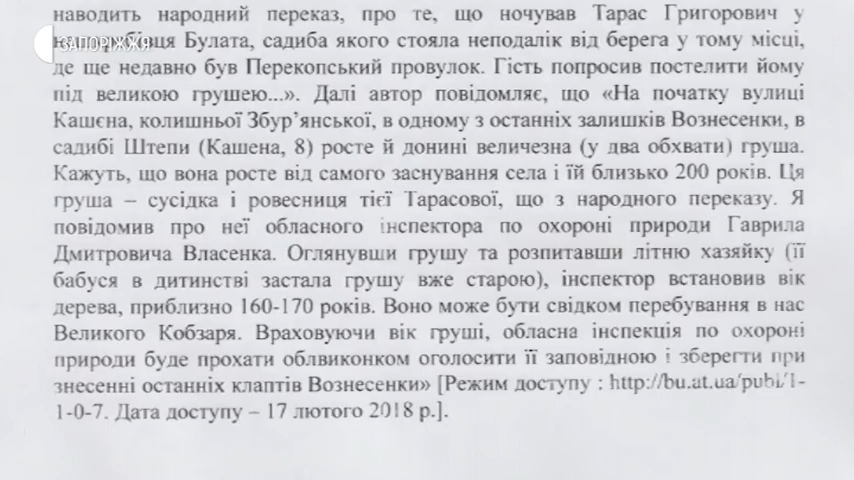 наводить народний переказ, про те, що ночував Тарас Григорович у
ЗАПОРІЖЖЯ
Булата, садиба якого стояла неподалік від берега у тому місці,
де ще недавно був Перекопський провулок. Гість попросив постелити йому
під великою грушею...». Далі автор повідомляє, що «На початку вулиці
Кашєна, колишньої Збур’янської, в одному з останніх залишків Вознесенки, в
садибі Штепи (Кашена, 8) росте й донині величезна (у два обхвати) груша.
Кажуть, що вона росте від самого заснування села і їй близько 200 років. Ця
груша – сусідка і ровесниця тієї Тарасової, що з народного переказу. Я
повідомив про неї обласного інспектора по охороні природи Гаврила
Дмитровича Власенка. Оглянувши грушу та розпитавши літню хазяйку (її
бабуся в дитинстві застала грушу вже старою), інспектор встановив вік
дерева, приблизно 160-170 років. Воно може бути свідком перебування в нас
Великого Кобзаря. Враховуючи вік груші, обласна інспекція по охороні
природи буде прохати облвиконком оголосити її заповідною і зберегти при
знесенні останніх клаптів Вознесенки» [Режим доступу : http://bu.at.ua/publ/1-
1-0-7. Дата доступу – 17 лютого 2018 р.].